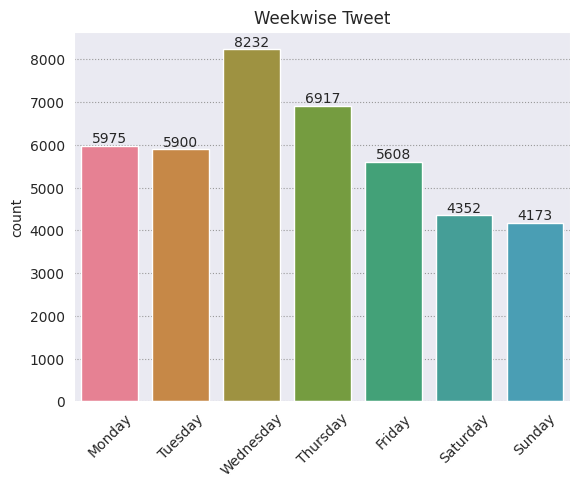 Weekwise Tweet
8000
7000
6000
5000
4000
3000
2000
1000
0
count
5975
5900
8232
6917
5608
4352
4173
Monday
Tuesday
Wednesday
Thursday
Friday
Saturday
Sunday